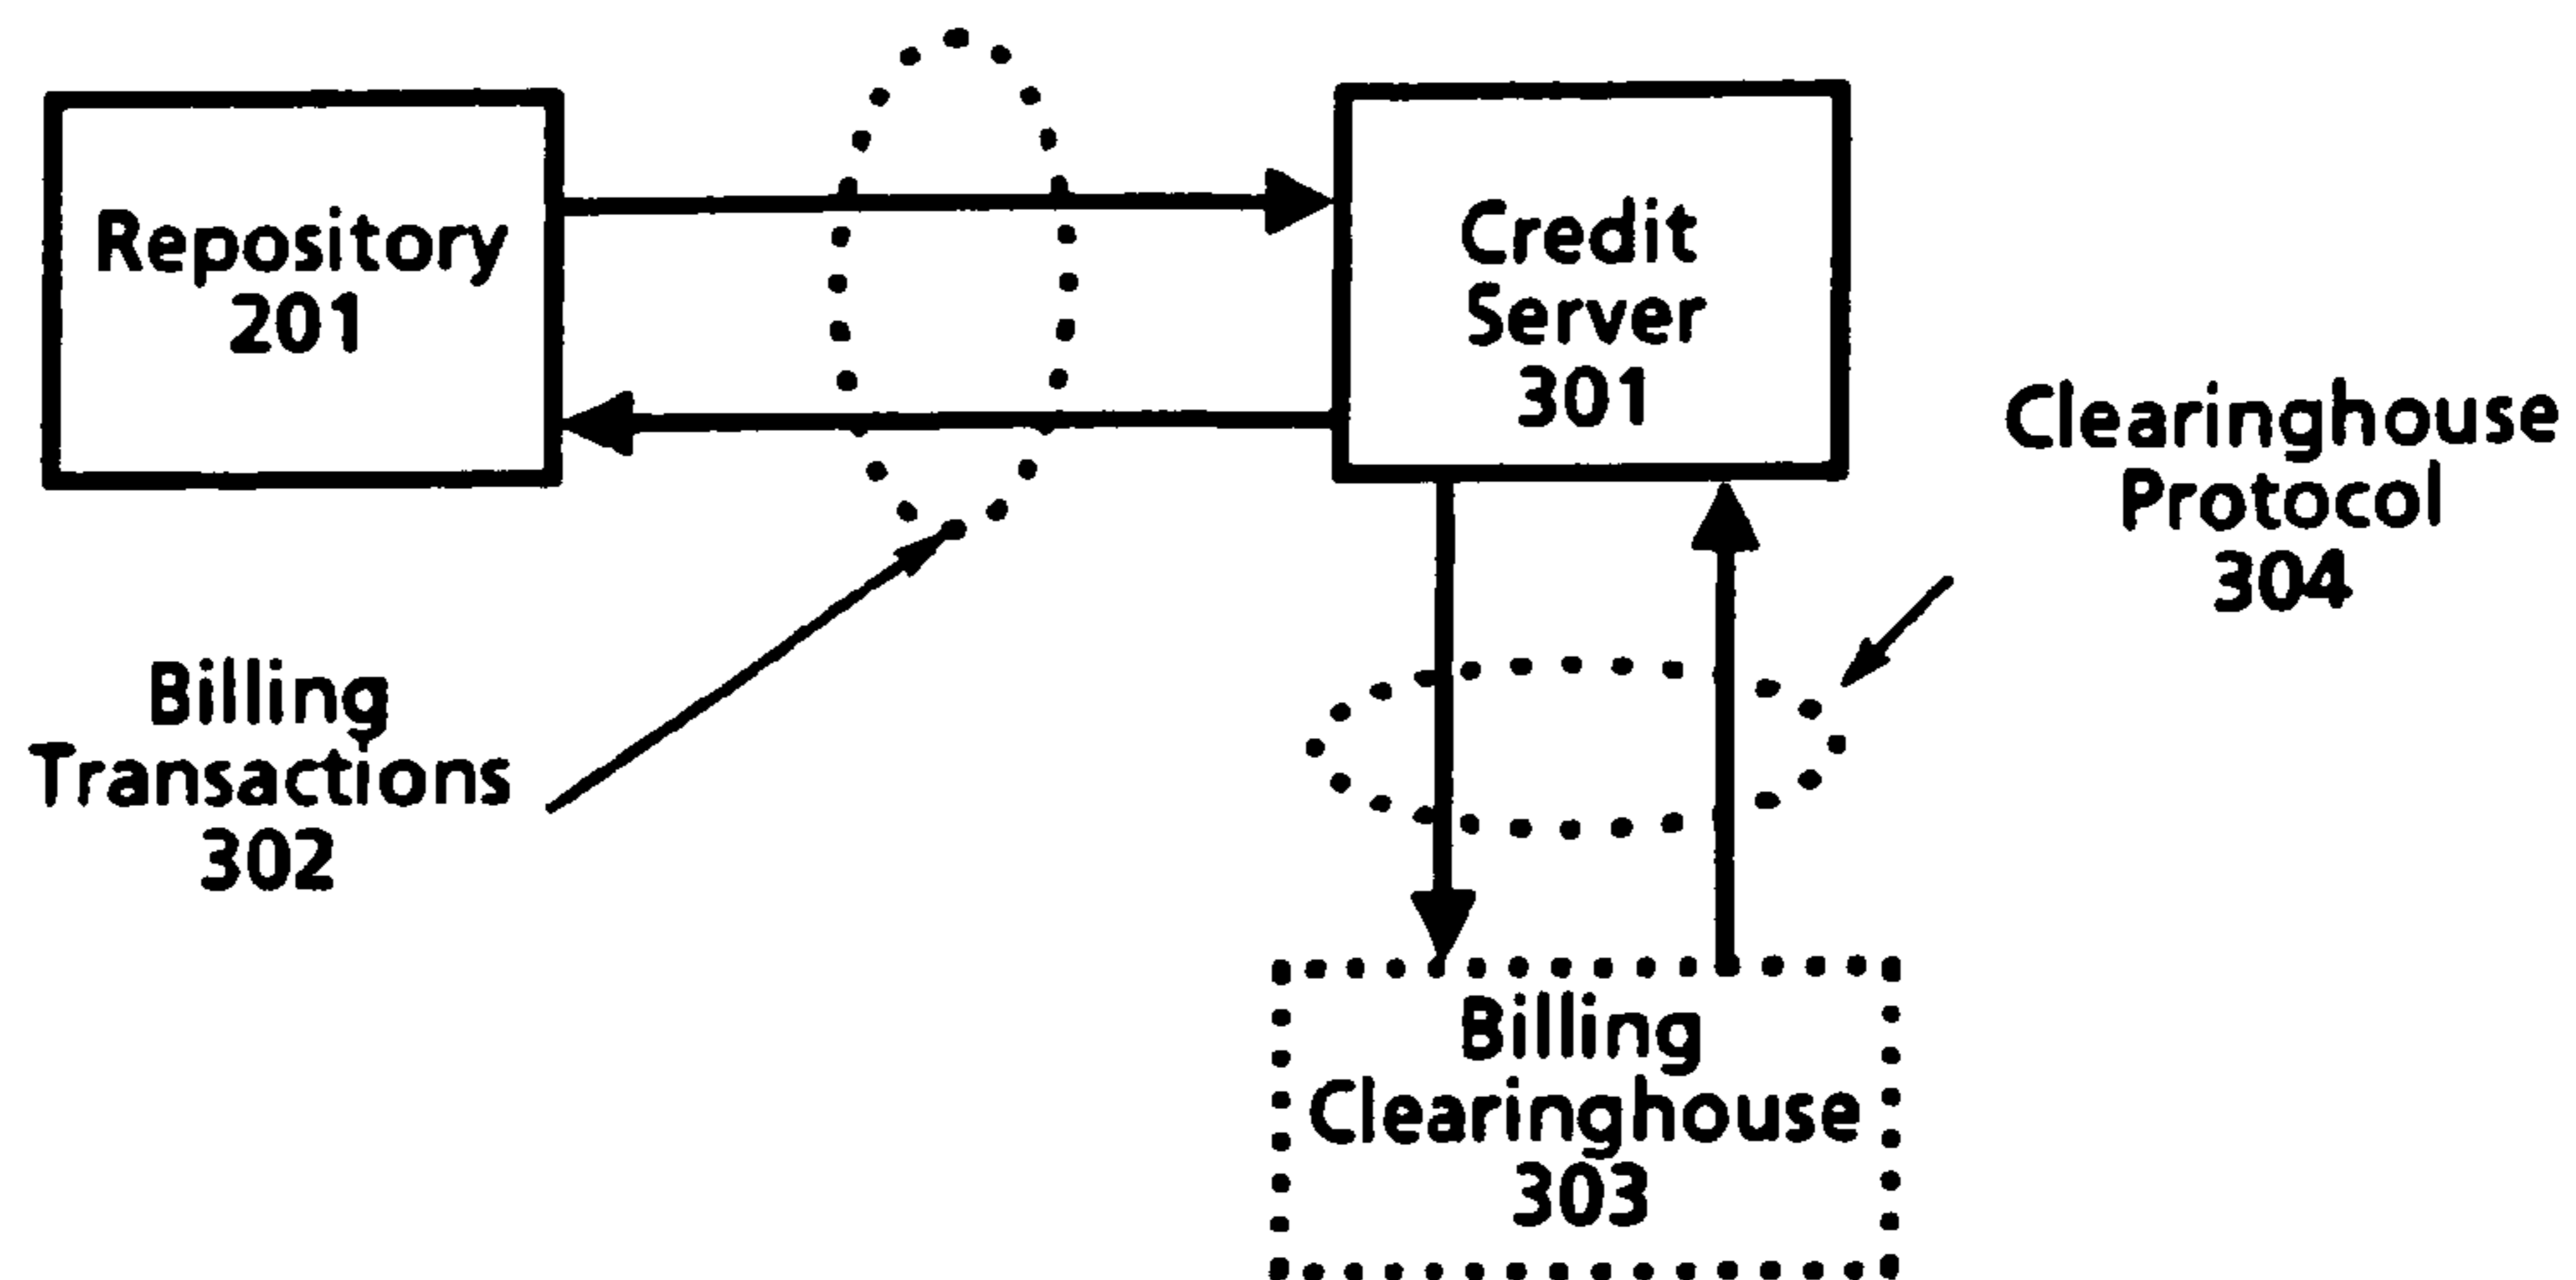 Repository
201
Credit
Server
301
Clearinghouse
Protocol
304
Billing
Transactions
302
Billing
Clearinghouse
303